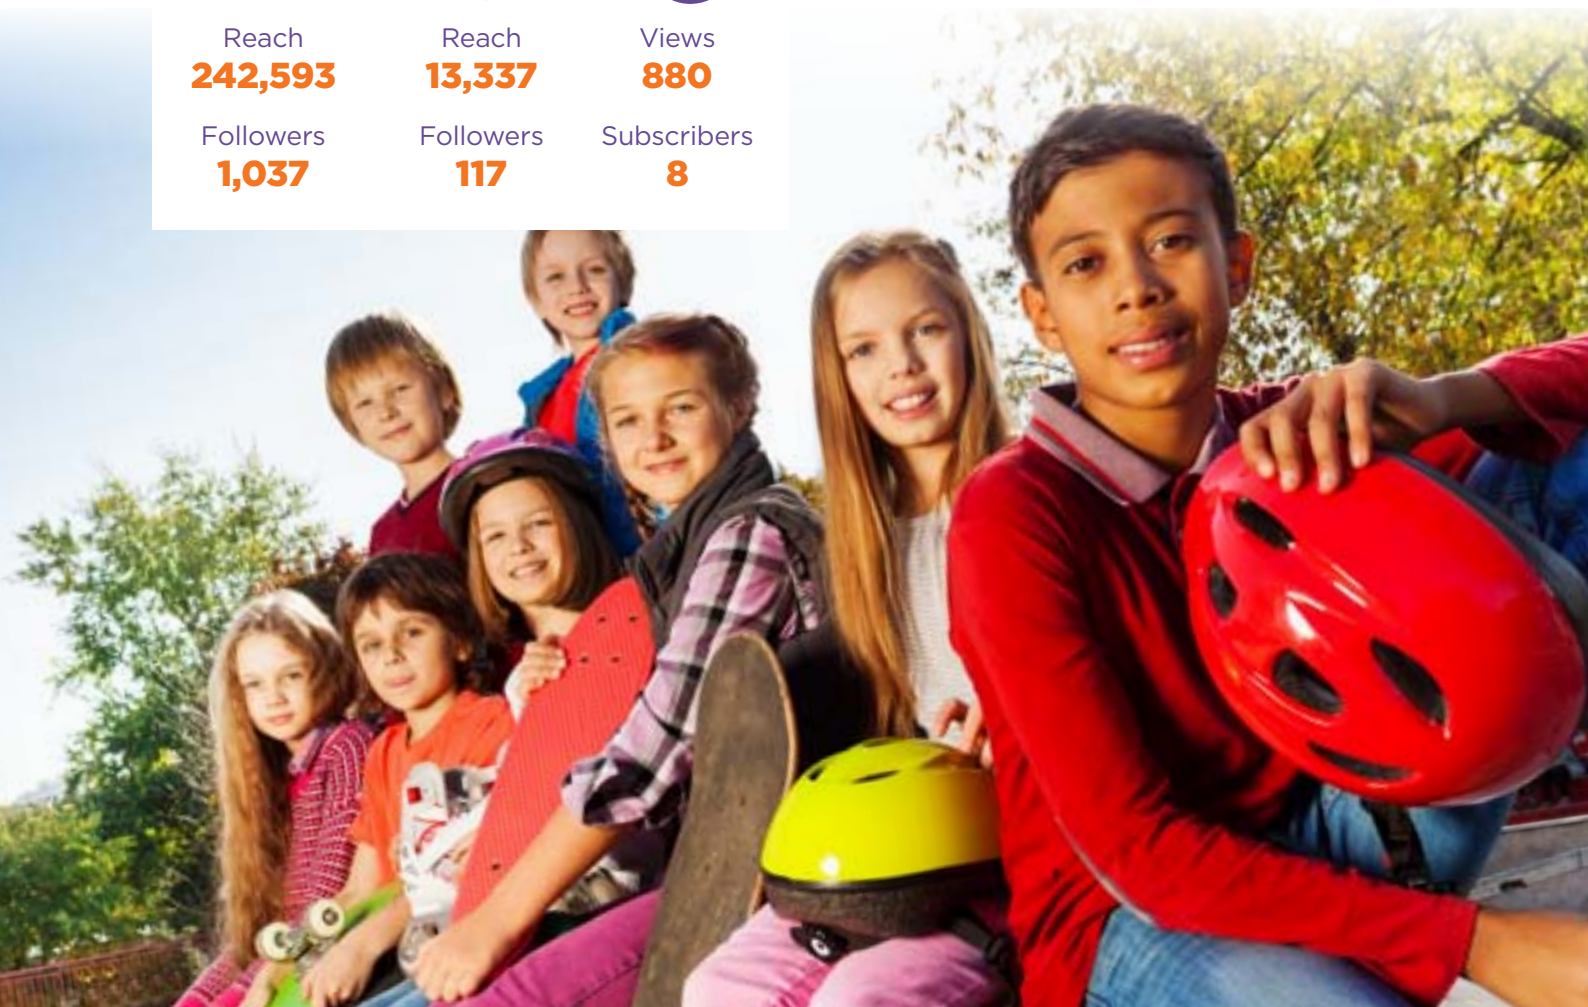 Reach Reach Views
242,593 13,337 880
Followers Followers Subscribers
1,037 117 8